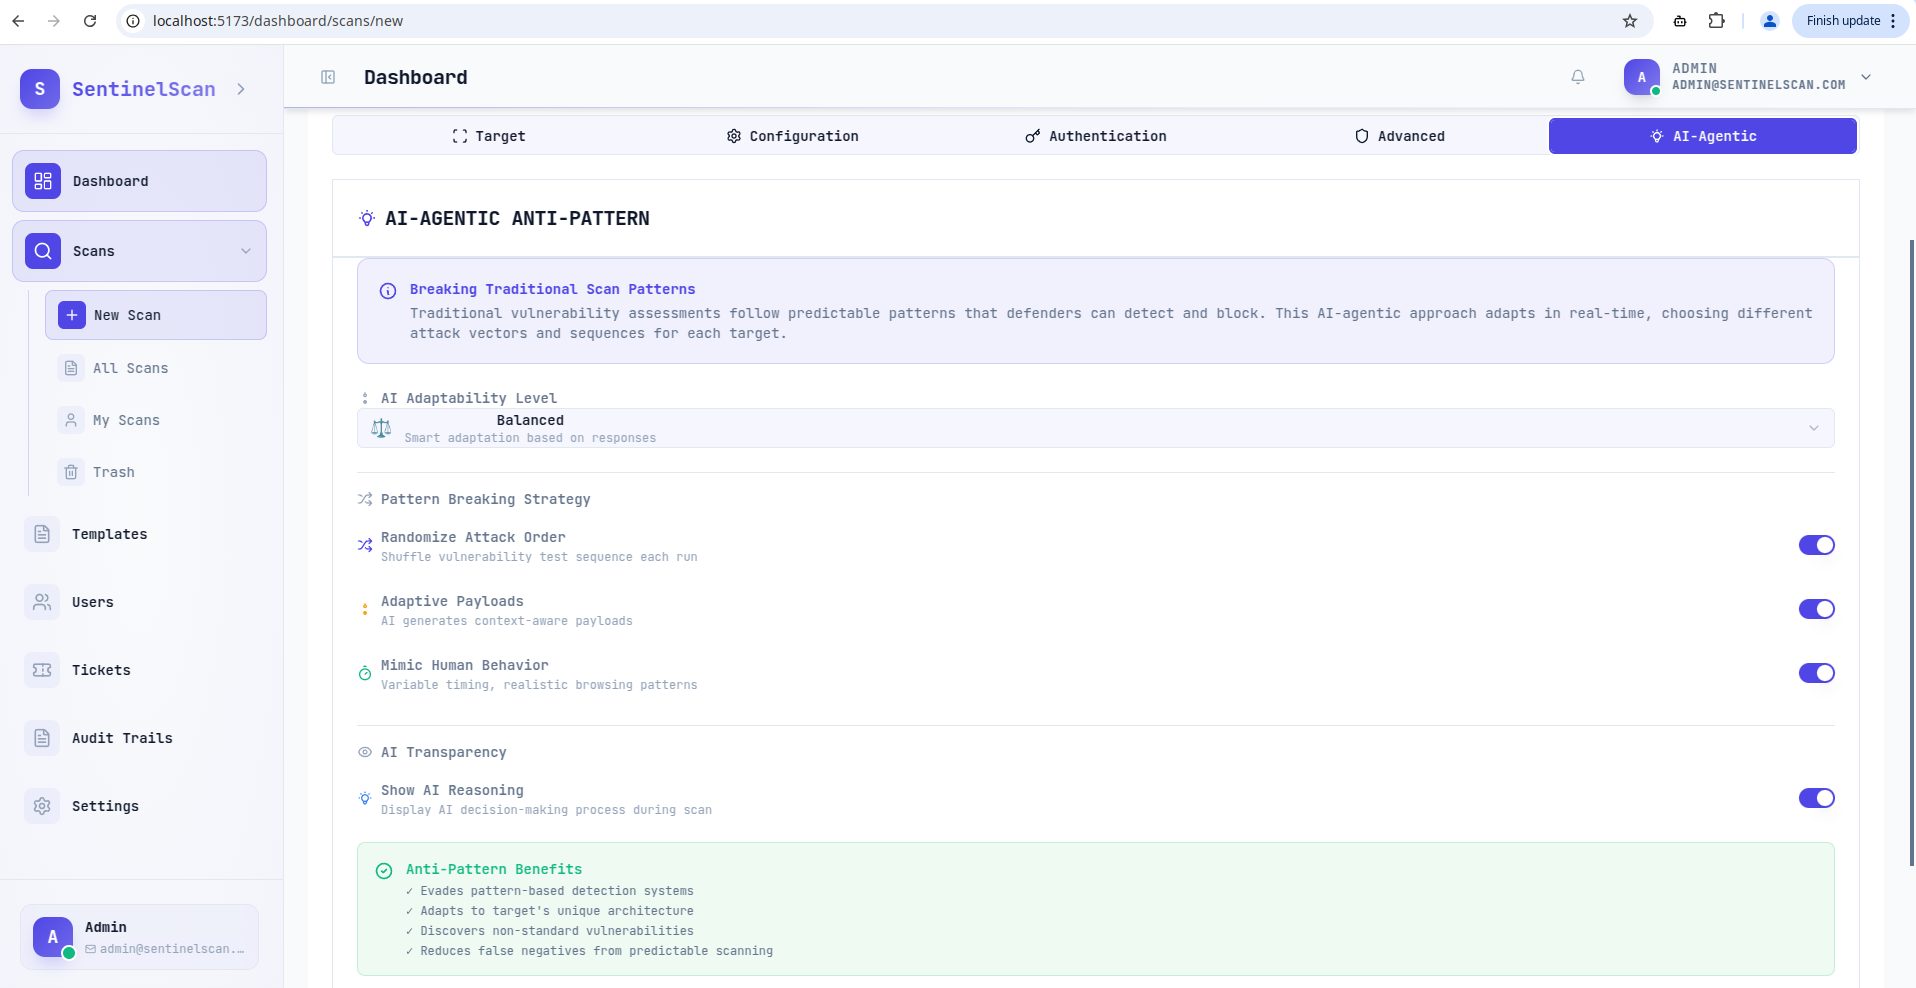 localhost:5173/dashboard/scans/new
Finish update
S
SentinelScan
Dashboard
A
ADMIN
ADMIN@SENTINELSCAN.COM
Dashboard
Scans
New Scan
All Scans
My Scans
Trash
Templates
Users
Tickets
Audit Trails
Settings
A
Admin
admin@sentinelscan.…
Target
Configuration
Authentication
Advanced
AI-Agentic
AI-AGENTIC ANTI-PATTERN
Breaking Traditional Scan Patterns
Traditional vulnerability assessments follow predictable patterns that defenders can detect and block. This AI-agentic approach adapts in real-time, choosing different
attack vectors and sequences for each target.
AI Adaptability Level
Balanced
Smart adaptation based on responses
Pattern Breaking Strategy
Randomize Attack Order
Shuffle vulnerability test sequence each run
Adaptive Payloads
AI generates context-aware payloads
Mimic Human Behavior
Variable timing, realistic browsing patterns
AI Transparency
Show AI Reasoning
Display AI decision-making process during scan
Anti-Pattern Benefits
✓ Evades pattern-based detection systems
✓ Adapts to target's unique architecture
✓ Discovers non-standard vulnerabilities
✓ Reduces false negatives from predictable scanning